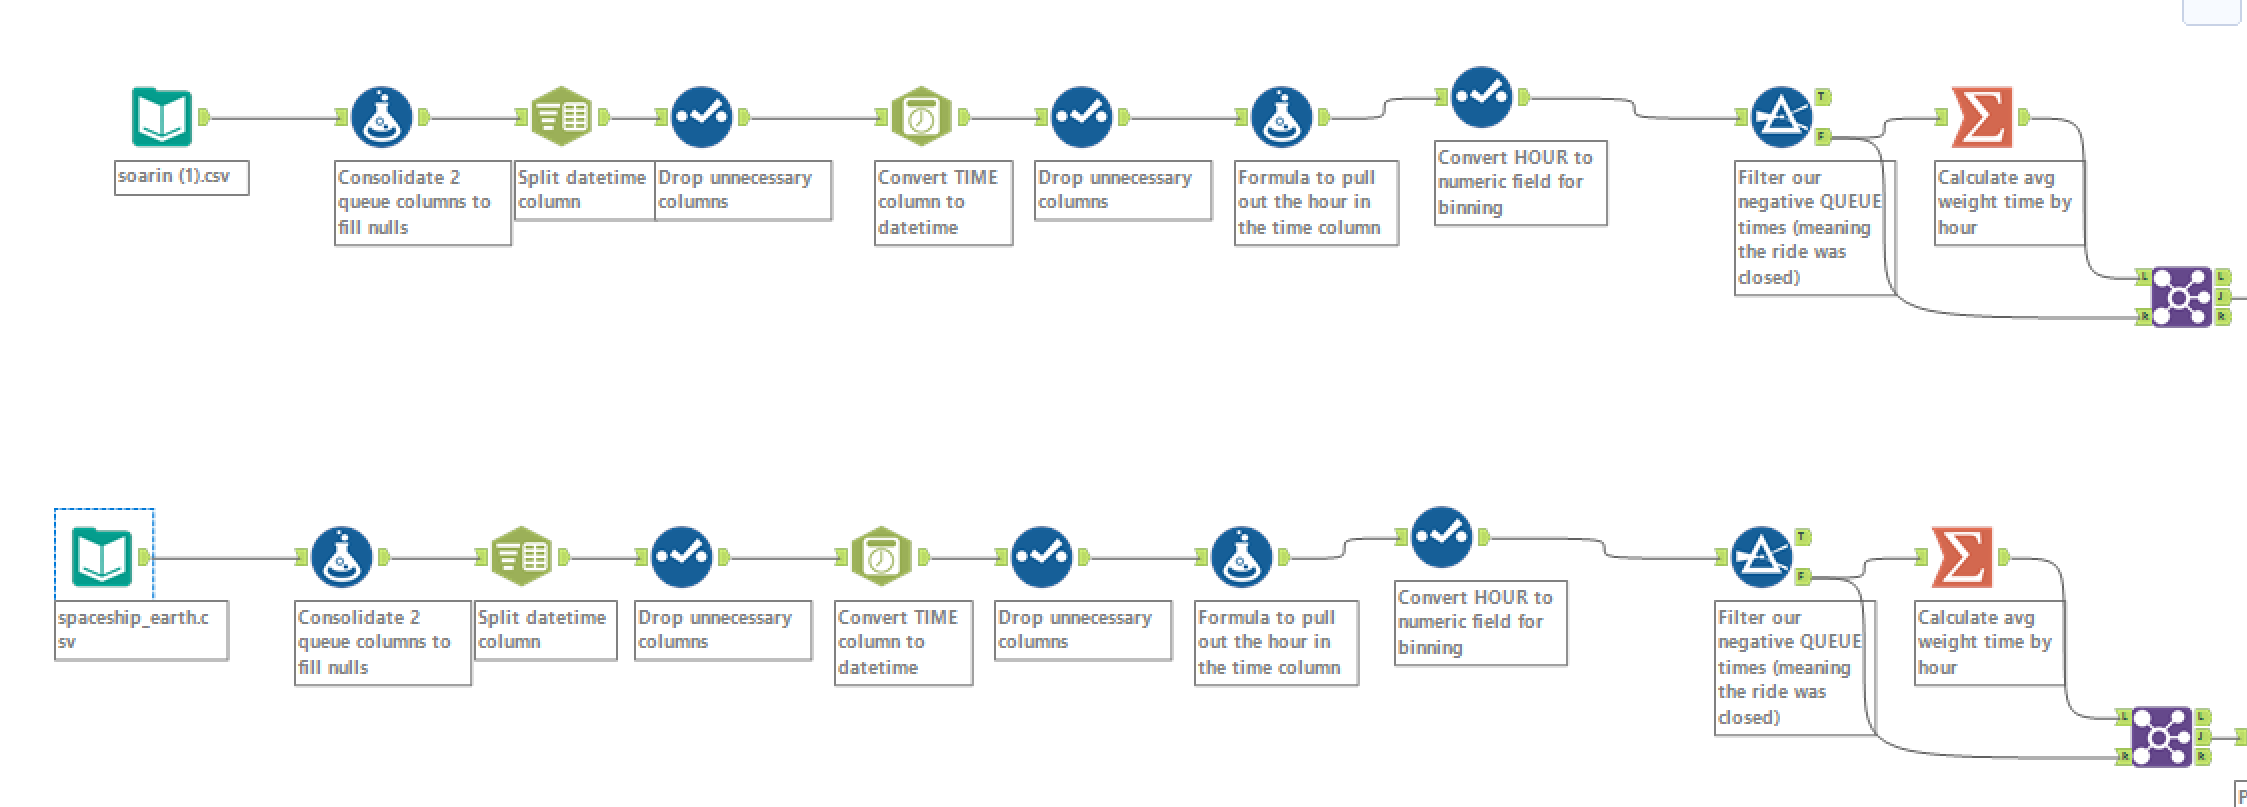 soarin (1).csv
Consolidate 2
queue columns to
fill nulls
Split datetime
column
Drop unnecessary
columns
Convert TIME
column to
datetime
Drop unnecessary
columns
Formula to pull
out the hour in
the time column
Convert HOUR to
numeric field for
binning
T
F
Filter our
negative QUEUE
times (meaning
the ride was
closed)
Calculate avg
weight time by
hour
L
R
L
J
R
spaceship_earth.c
sv
Consolidate 2
queue columns to
fill nulls
Split datetime
column
Drop unnecessary
columns
Convert TIME
column to
datetime
Drop unnecessary
columns
Formula to pull
out the hour in
the time column
Convert HOUR to
numeric field for
binning
T
F
Filter our
negative QUEUE
times (meaning
the ride was
closed)
Calculate avg
weight time by
hour
L
R
L
J
R